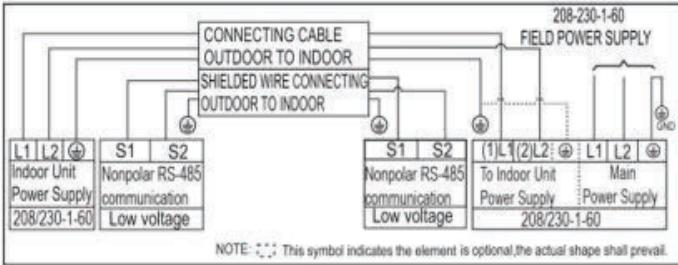 208-230-1-60
FIELD POWER SUPPLY
CONNECTING CABLE
OUTDOOR TO INDOOR
SHIELDED WIRE CONNECTING
OUTDOOR TO INDOOR
GND
L1 L2
Indoor Unit
Power Supply
208/230-1-60
S1 S2
Nonpolar RS-485
communication
Low voltage
S1 S2
Nonpolar RS-485
communication
Low voltage
(1)L1 (2)L2
To Indoor Unit
Power Supply
L1 L2
Main
Power Supply
208/230-1-60
NOTE: This symbol indicates the element is optional,the actual shape shall prevail.